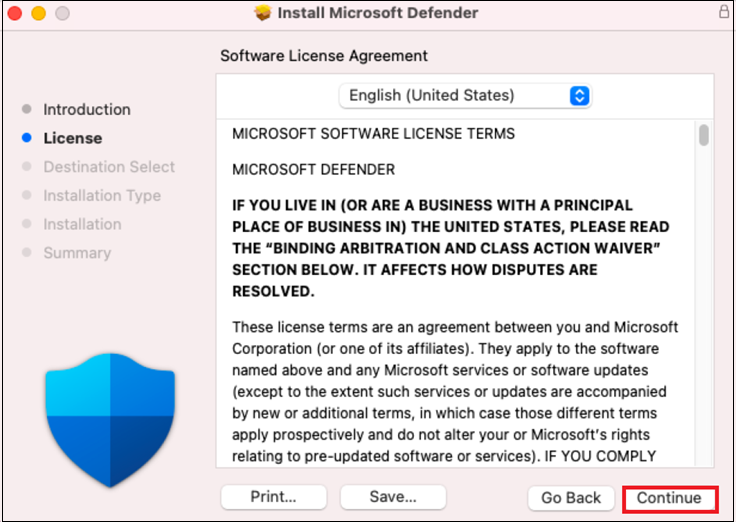 Install Microsoft Defender
Software License Agreement
Introduction
License
Destination Select
Installation Type
Installation
Summary
English (United States)
MICROSOFT SOFTWARE LICENSE TERMS
MICROSOFT DEFENDER
IF YOU LIVE IN (OR ARE A BUSINESS WITH A PRINCIPAL
PLACE OF BUSINESS IN) THE UNITED STATES, PLEASE READ
THE “BINDING ARBITRATION AND CLASS ACTION WAIVER”
SECTION BELOW. IT AFFECTS HOW DISPUTES ARE
RESOLVED.
These license terms are an agreement between you and Microsoft
Corporation (or one of its affiliates). They apply to the software
named above and any Microsoft services or software updates
(except to the extent such services or updates are accompanied
by new or additional terms, in which case those different terms
apply prospectively and do not alter your or Microsoft’s rights
relating to pre-updated software or services). IF YOU COMPLY
Print...
Save...
Go Back
Continue